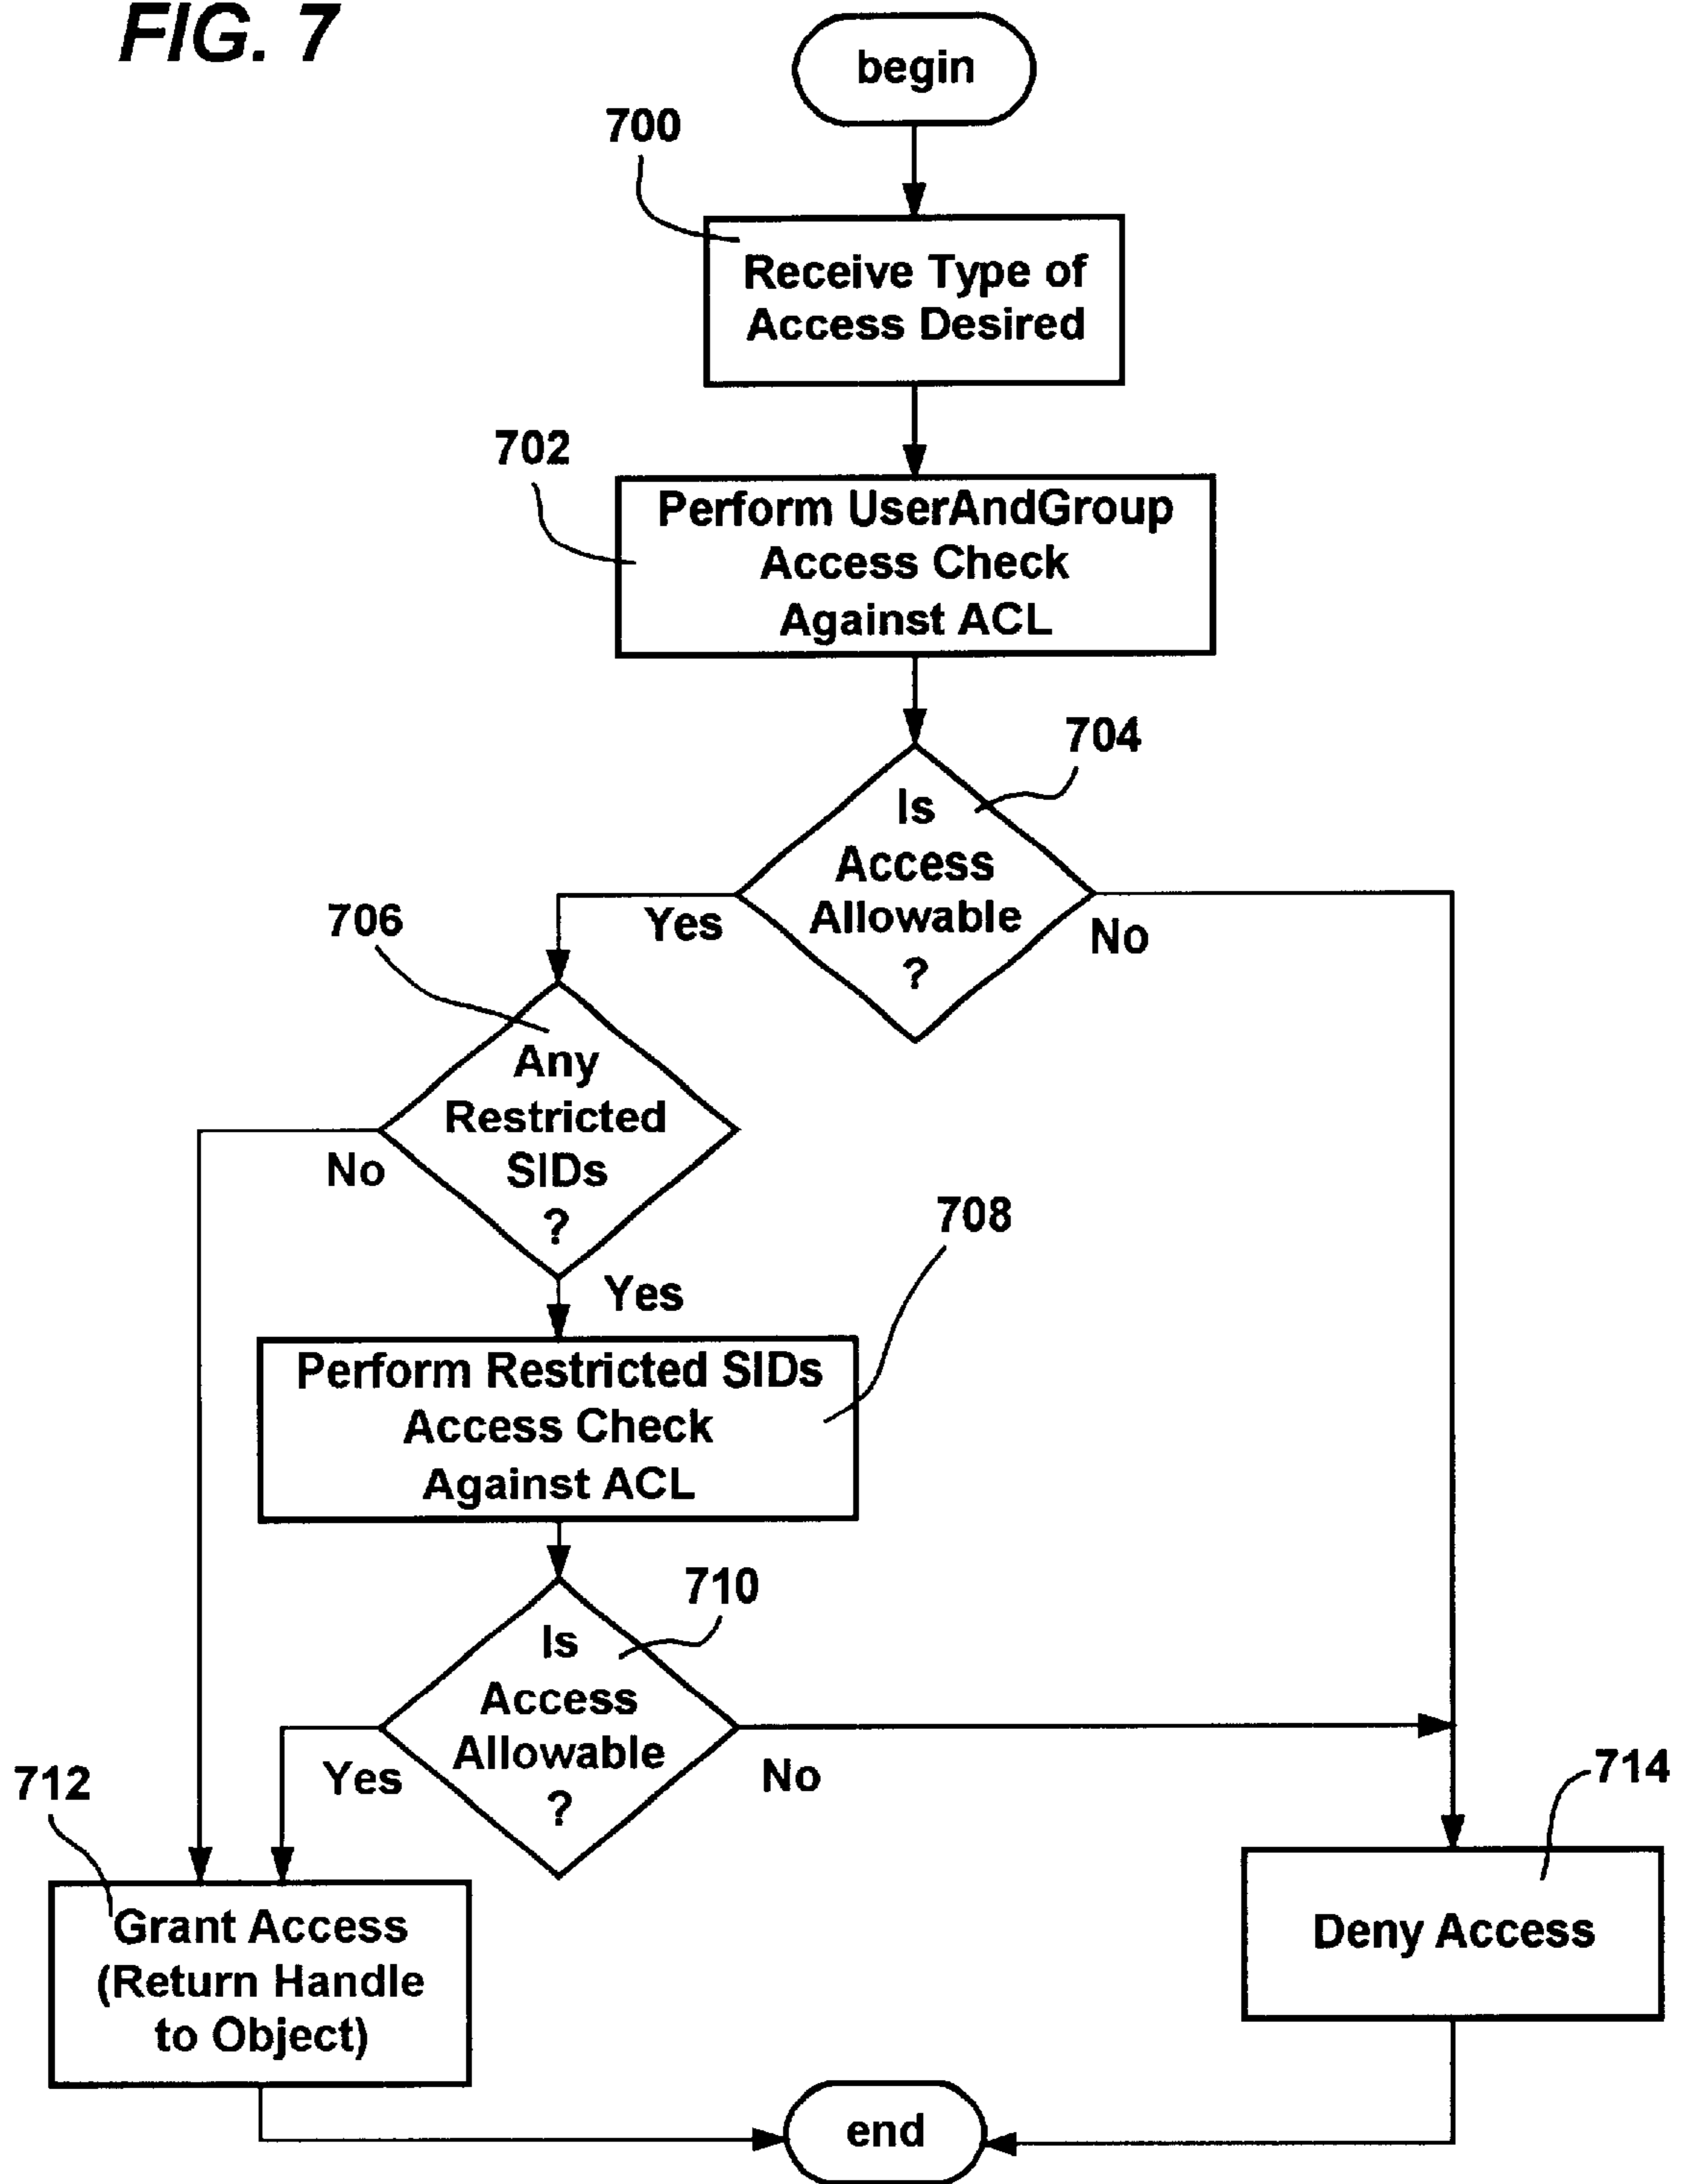 FIG. 7
begin
700
Receive Type of
Access Desired
702
Perform UserAndGroup
Access Check
Against ACL
704
Is
Access
Allowable
?
Yes
No
706
Any
Restricted
SIDs
?
No
Yes
708
Perform Restricted SIDs
Access Check
Against ACL
710
Is
Access
Allowable
?
Yes
No
712
Grant Access
(Return Handle
to Object)
714
Deny Access
end